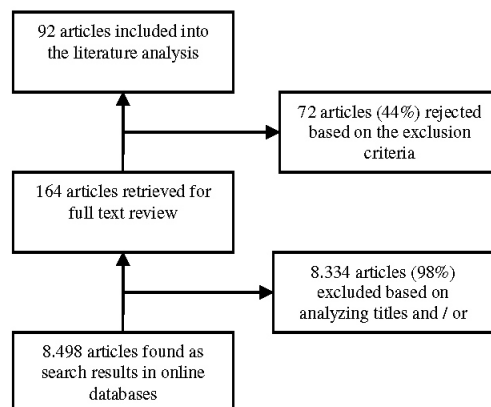 92 articles included into
the literature analysis
72 articles (44%) rejected
based on the exclusion
criteria
164 articles retrieved for
full text review
8.334 articles (98%)
excluded based on
analyzing titles and / or
8.498 articles found as
search results in online
databases